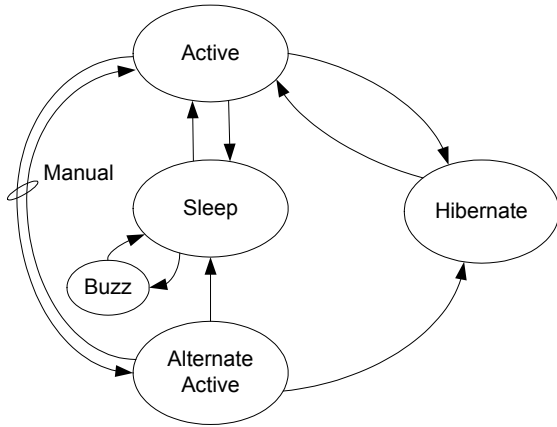 Active
Manual
Sleep
Hibernate
Buzz
Alternate
Active